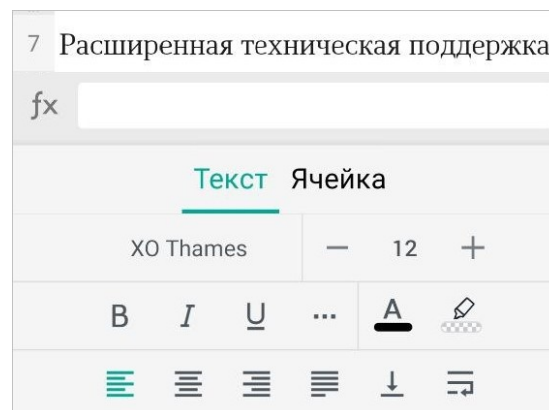 7 Расширенная техническая поддержка
fx
Текст Ячейка
XO Thames — 12 +
B I U ... A